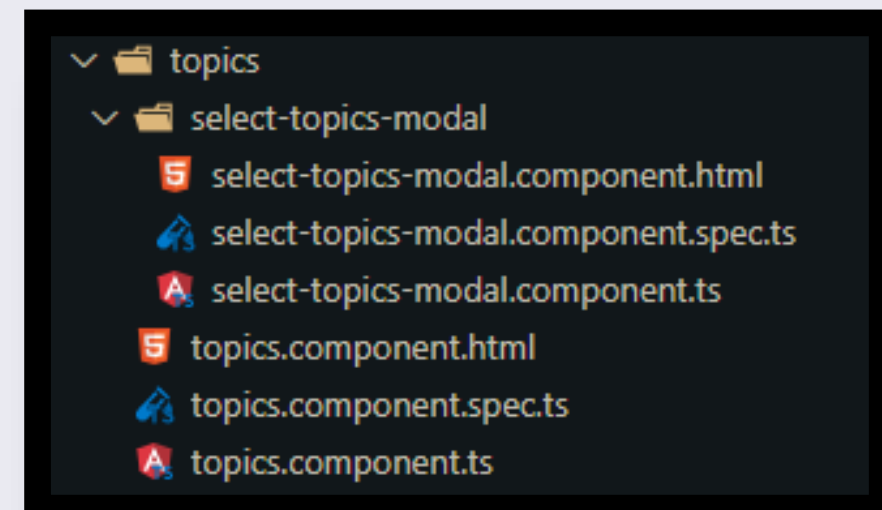 topics
select-topics-modal
select-topics-modal.component.html
select-topics-modal.component.spec.ts
select-topics-modal.component.ts
topics.component.html
topics.component.spec.ts
topics.component.ts